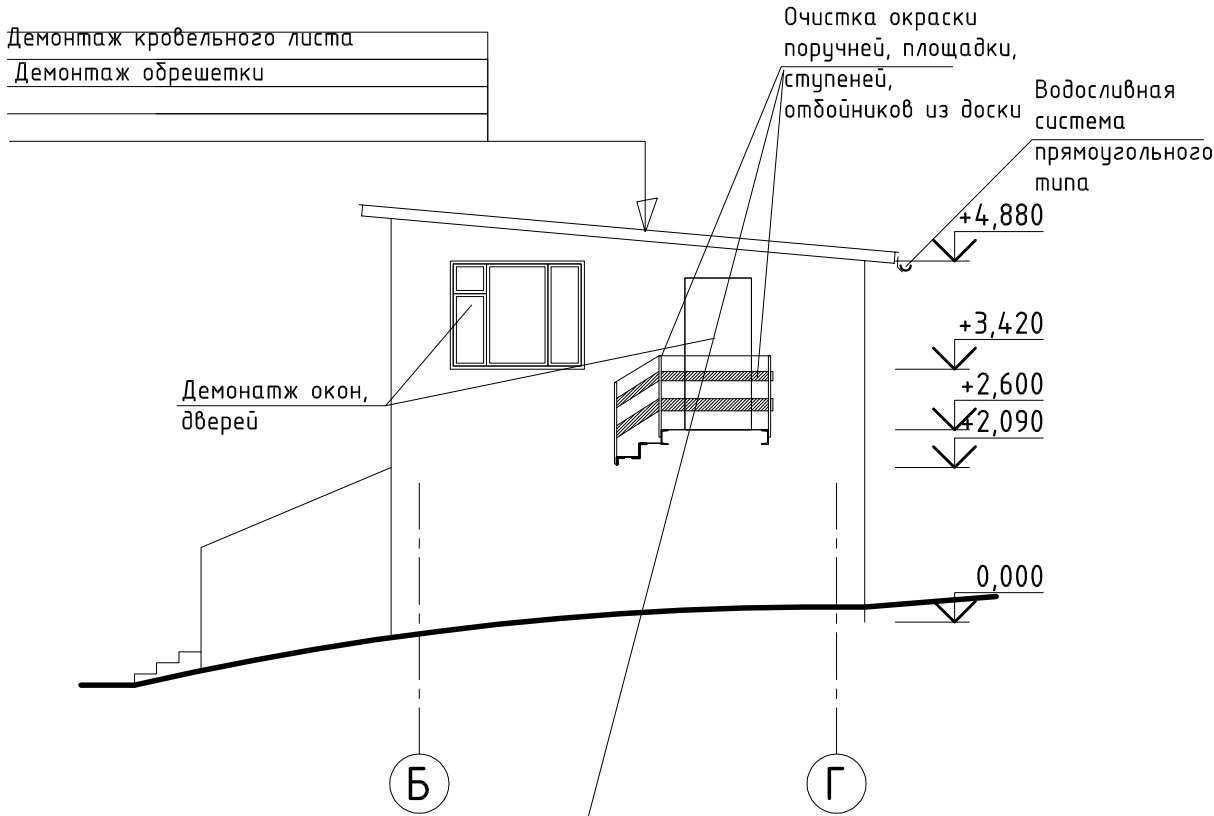 Демонтаж кровельного листа
Демонтаж обрешетки
Очистка окраски
поручней, площадки,
ступеней,
отбойников из доски
Водосливная
система
прямоугольного
типа
+4,880
+3,420
+2,600
+2,090
0,000
Демонатж окон,
дверей
Б
Г